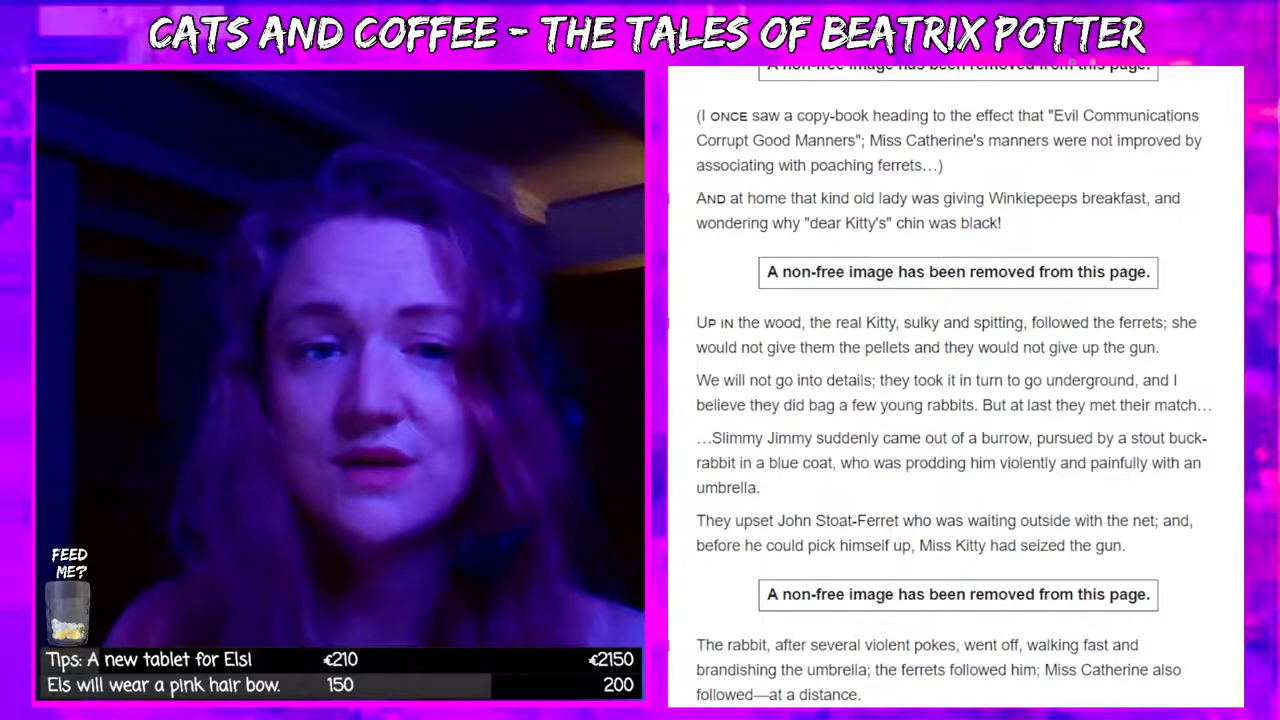 CATS AND COFFEE - THE TALES OF BEATRIX POTTER
A non-free image has been removed from this page.
(I ONCE saw a copy-book heading to the effect that "Evil Communications
Corrupt Good Manners"; Miss Catherine's manners were not improved by
associating with poaching ferrets…)
AND at home that kind old lady was giving Winkiepeeps breakfast, and
wondering why "dear Kitty's" chin was black!
A non-free image has been removed from this page.
UP IN the wood, the real Kitty, sulky and spitting, followed the ferrets; she
would not give them the pellets and they would not give up the gun.
We will not go into details; they took it in turn to go underground, and I
believe they did bag a few young rabbits. But at last they met their match…
…Slimmy Jimmy suddenly came out of a burrow, pursued by a stout buck-
rabbit in a blue coat, who was prodding him violently and painfully with an
umbrella.
They upset John Stoat-Ferret who was waiting outside with the net; and,
before he could pick himself up, Miss Kitty had seized the gun.
A non-free image has been removed from this page.
The rabbit, after several violent pokes, went off, walking fast and
brandishing the umbrella; the ferrets followed him; Miss Catherine also
followed—at a distance.
FEED
ME?
Tips: A new tablet for Els! €210 €2150
Els will wear a pink hair bow. 150 200